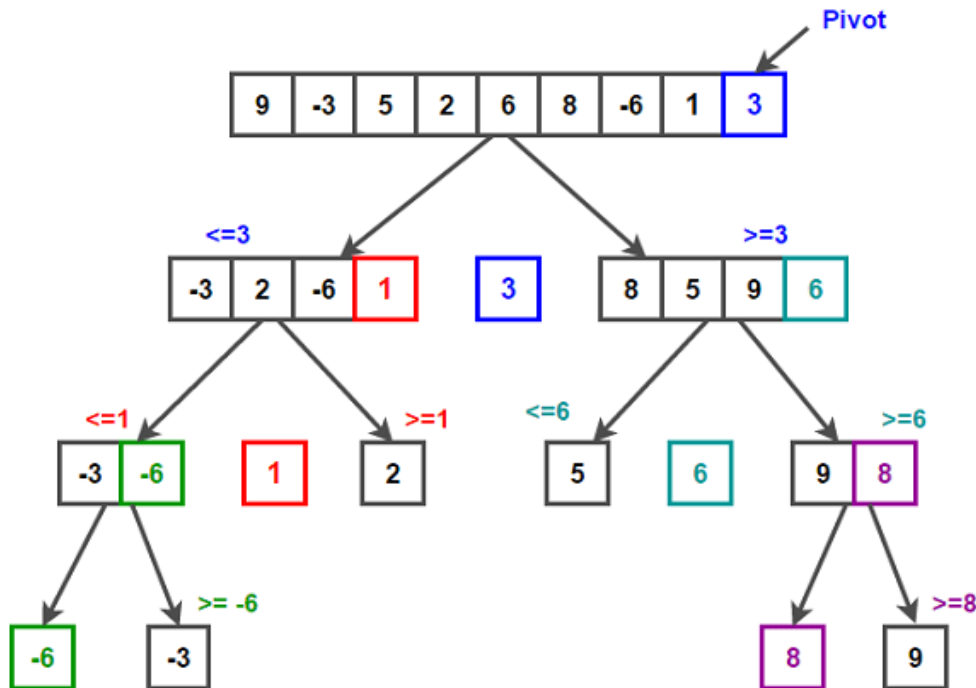 Pivot
9 -3 5 2 6 8 -6 1 3
<=3 >=3
-3 2 -6 1 3 8 5 9 6
<=1 >=1 <=6 >=6
-3 -6 1 2 5 6 9 8
>= -6 >=8
-6 -3 8 9